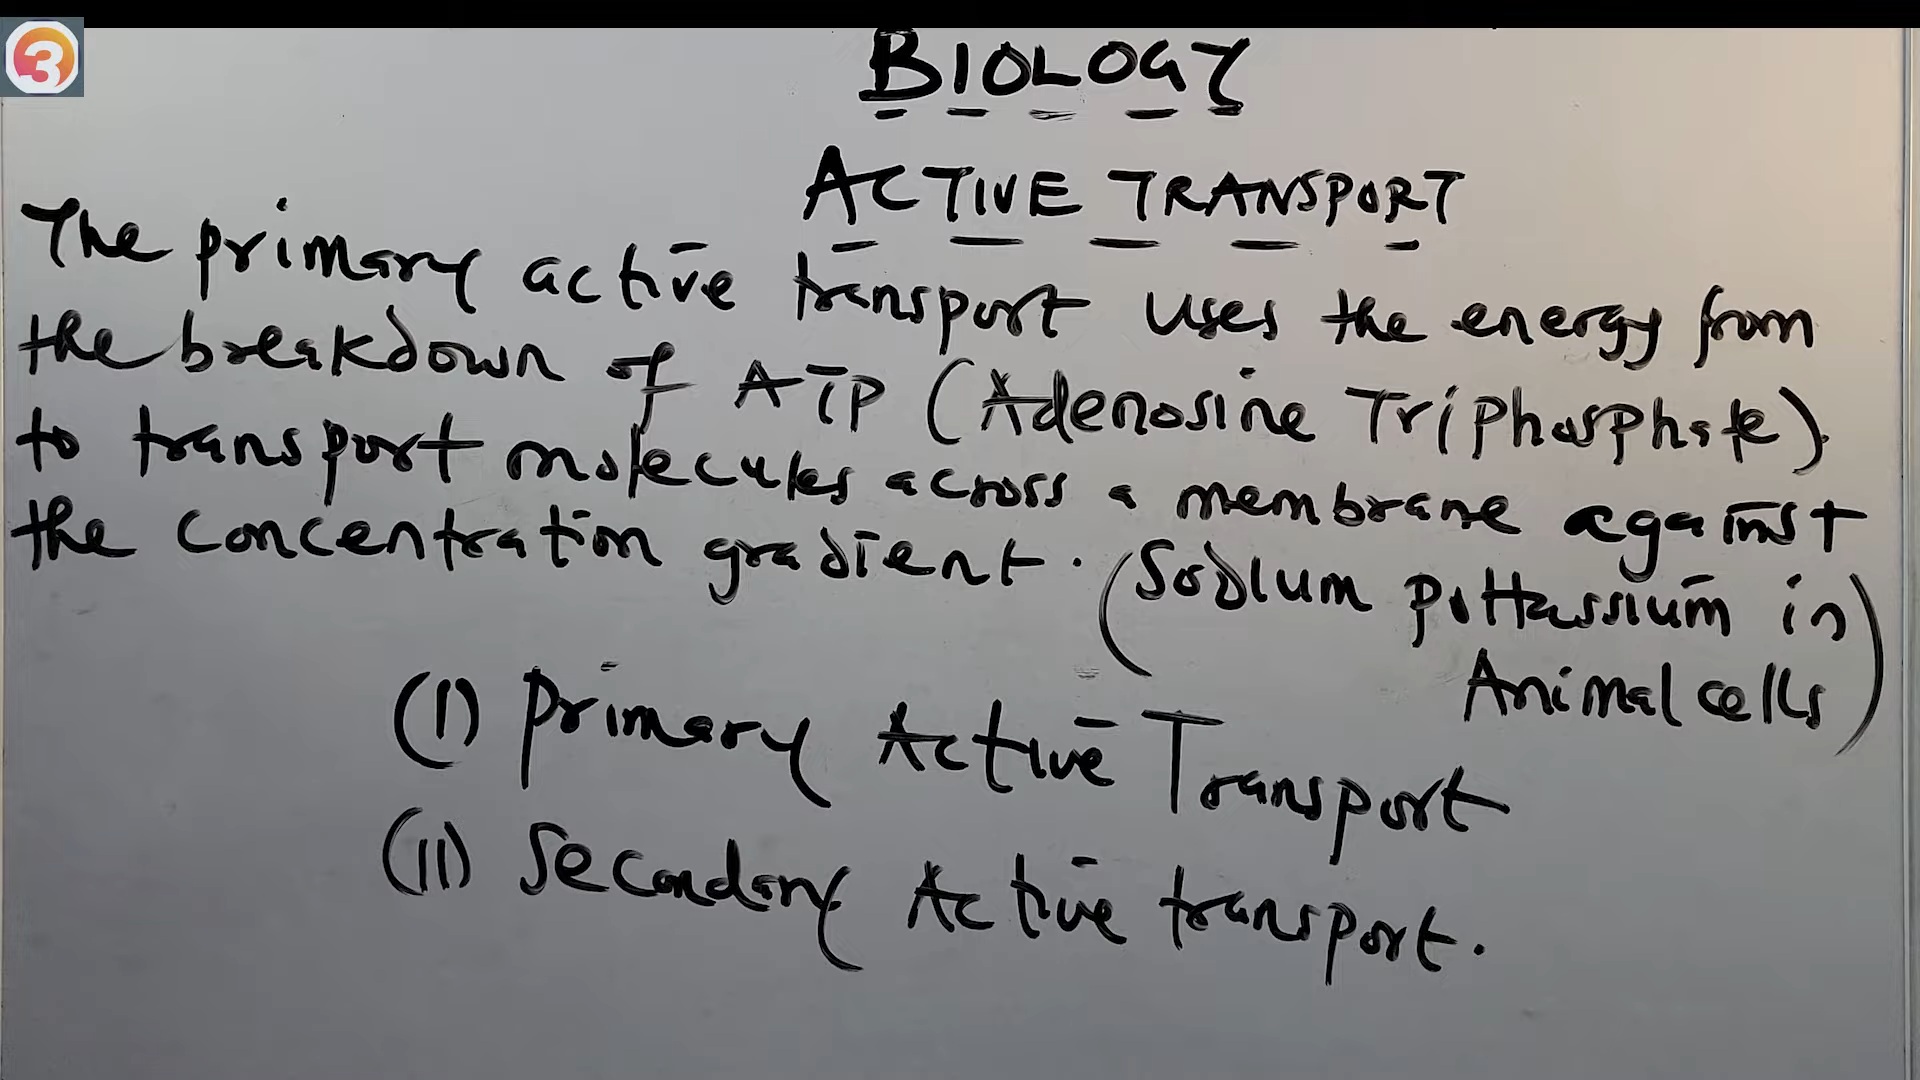 3
BIOLOGY
ACTIVE TRANSPORT
The primary active transport uses the energy from
the breakdown of ATP (Adenosine Triphosphate).
to transport molecules across a membrane against
the concentration gradient. (Sodium pottassium in
Animal cells)
(I) Primary Active Transport
(II) Secondary Active transport.